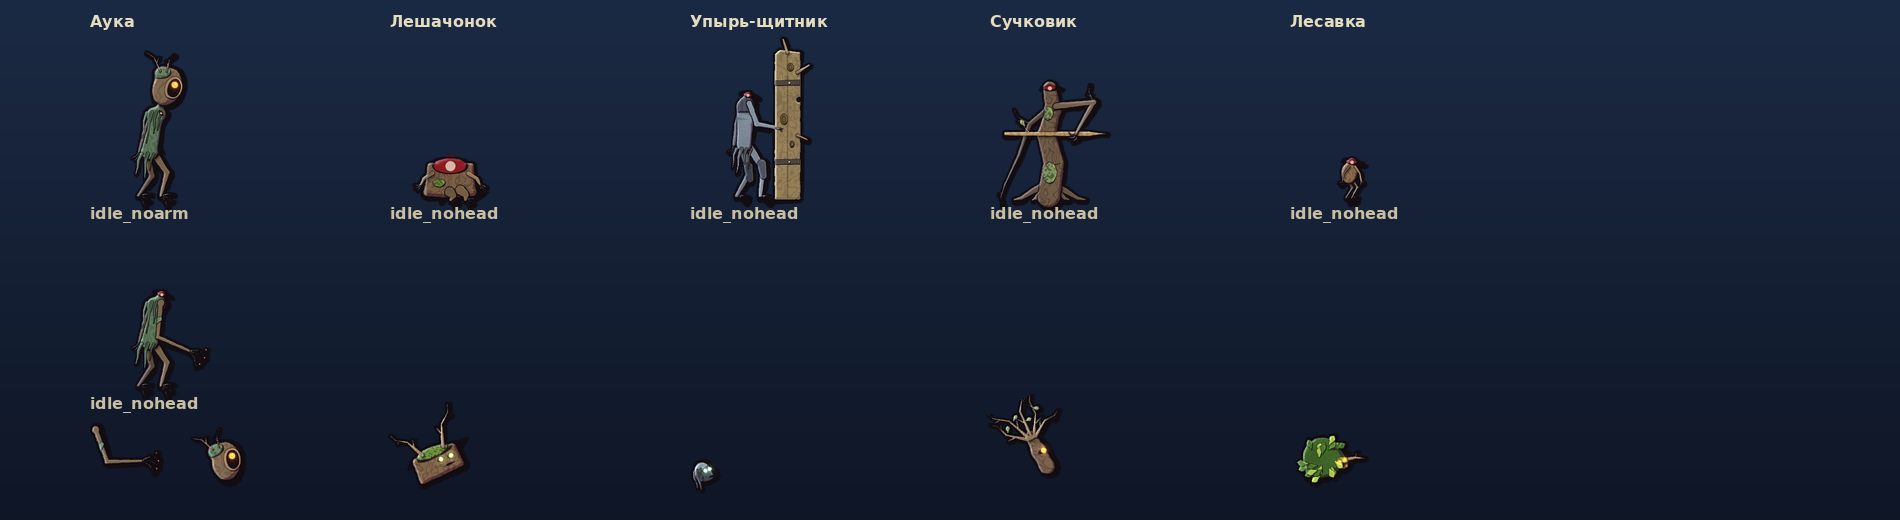 Аука
Лешачонок
Упырь-щитник
Сучковик
Лесавка
idle_noarm
idle_nohead
idle_nohead
idle_nohead
idle_nohead
idle_nohead